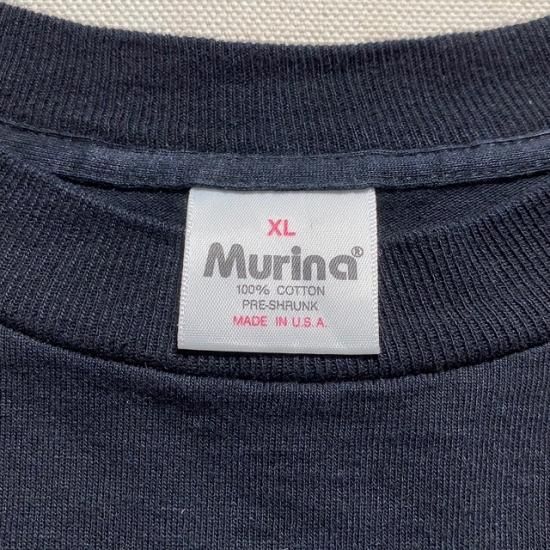 XL
Murina®
100% COTTON
PRE-SHRUNK
MADE IN U.S.A.